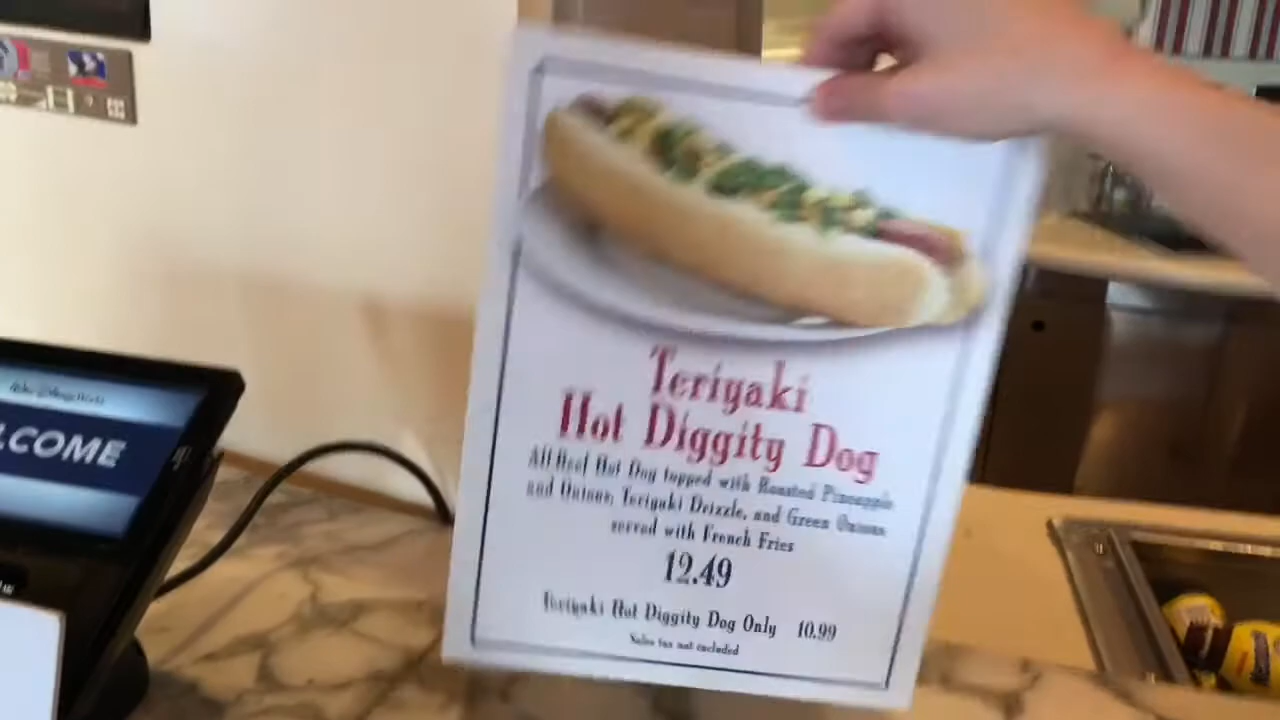 LCOME
Teriyaki
Hot Diggity Dog
All-Beef Hot Dog topped with Roasted Pineapple
and Onions, Teriyaki Drizzle, and Green Onions
served with French Fries
12.49
Teriyaki Hot Diggity Dog Only 10.99
Sales tax not included